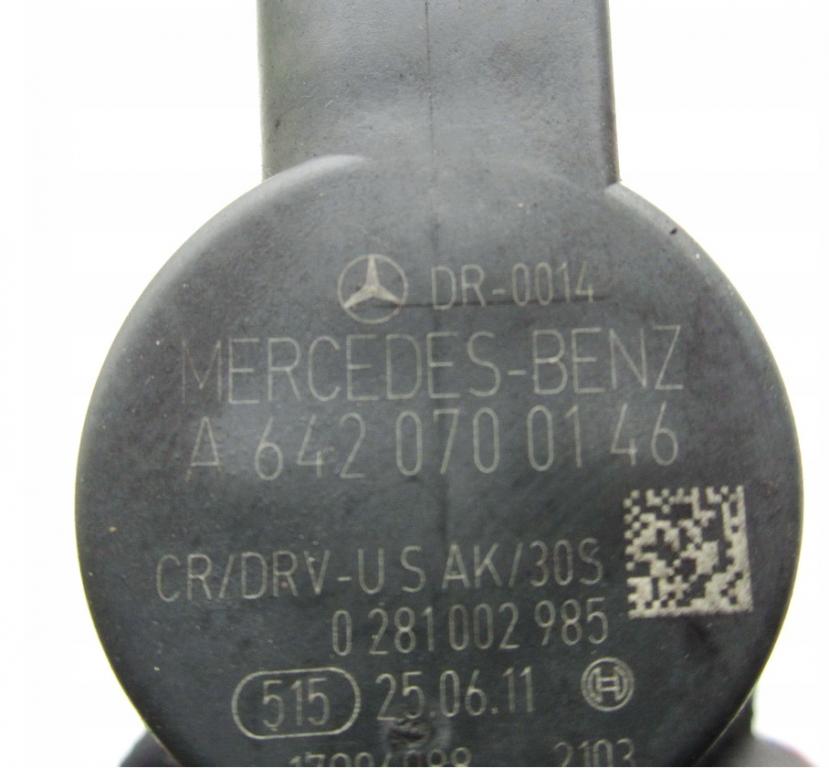 DR-0014
MERCEDES-BENZ
A 642 070 01 46
CR/DRV-U S AK/30S
0 281 002 985
515 25.06.11
2103